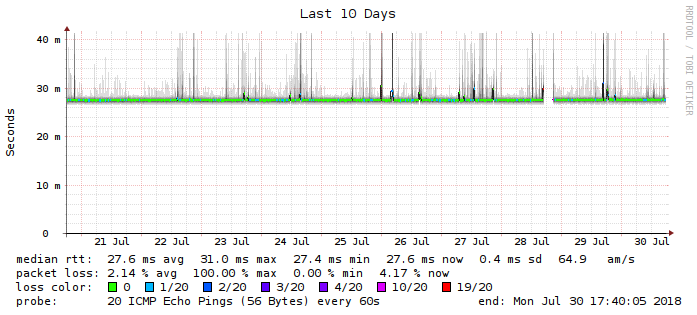 Last 10 Days
RRDTOOL / TOBI OETIKER
Seconds
40 m
30 m
20 m
10 m
0
21 Jul 22 Jul 23 Jul 24 Jul 25 Jul 26 Jul 27 Jul 28 Jul 29 Jul 30 Jul
median rtt: 27.6 ms avg 31.0 ms max 27.4 ms min 27.6 ms now 0.4 ms sd 64.9 am/s
packet loss: 2.14 % avg 100.00 % max 0.00 % min 4.17 % now
loss color: 0 1/20 2/20 3/20 4/20 10/20 19/20
probe: 20 ICMP Echo Pings (56 Bytes) every 60s end: Mon Jul 30 17:40:05 2018